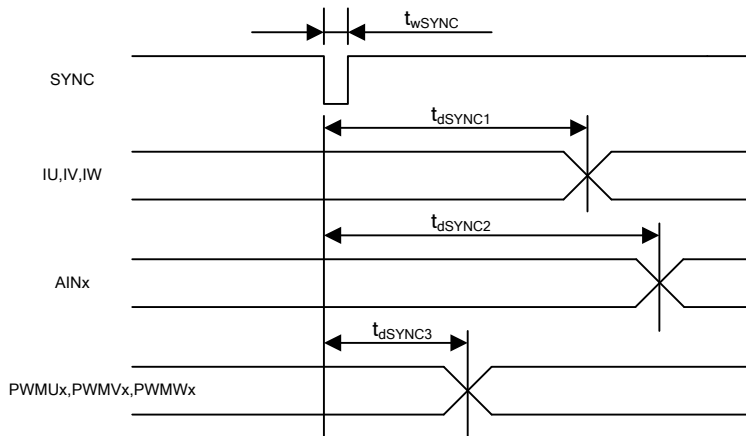 twSYNC
SYNC
tdSYNC1
IU,IV,IW
tdSYNC2
AINx
tdSYNC3
PWMUx,PWMVx,PWMWx